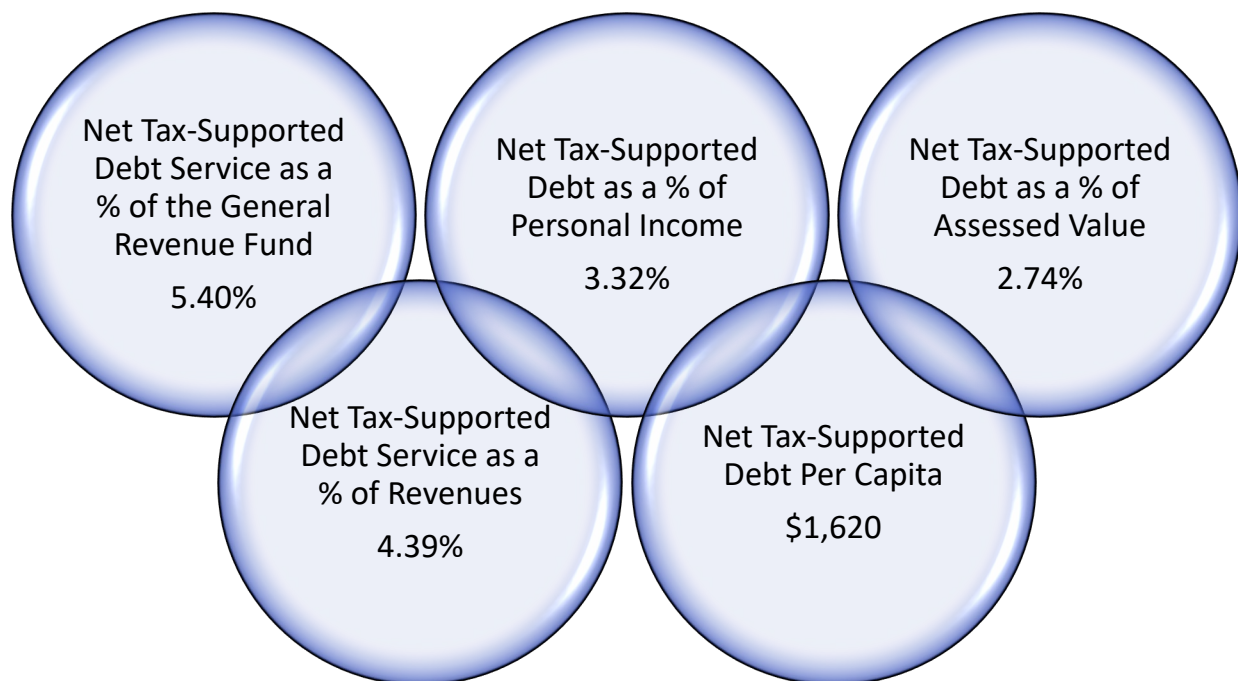 Net Tax-Supported
Debt Service as a
% of the General
Revenue Fund
5.40%
Net Tax-Supported
Debt as a % of
Personal Income
3.32%
Net Tax-Supported
Debt as a % of
Assessed Value
2.74%
Net Tax-Supported
Debt Service as a
% of Revenues
4.39%
Net Tax-Supported
Debt Per Capita
$1,620